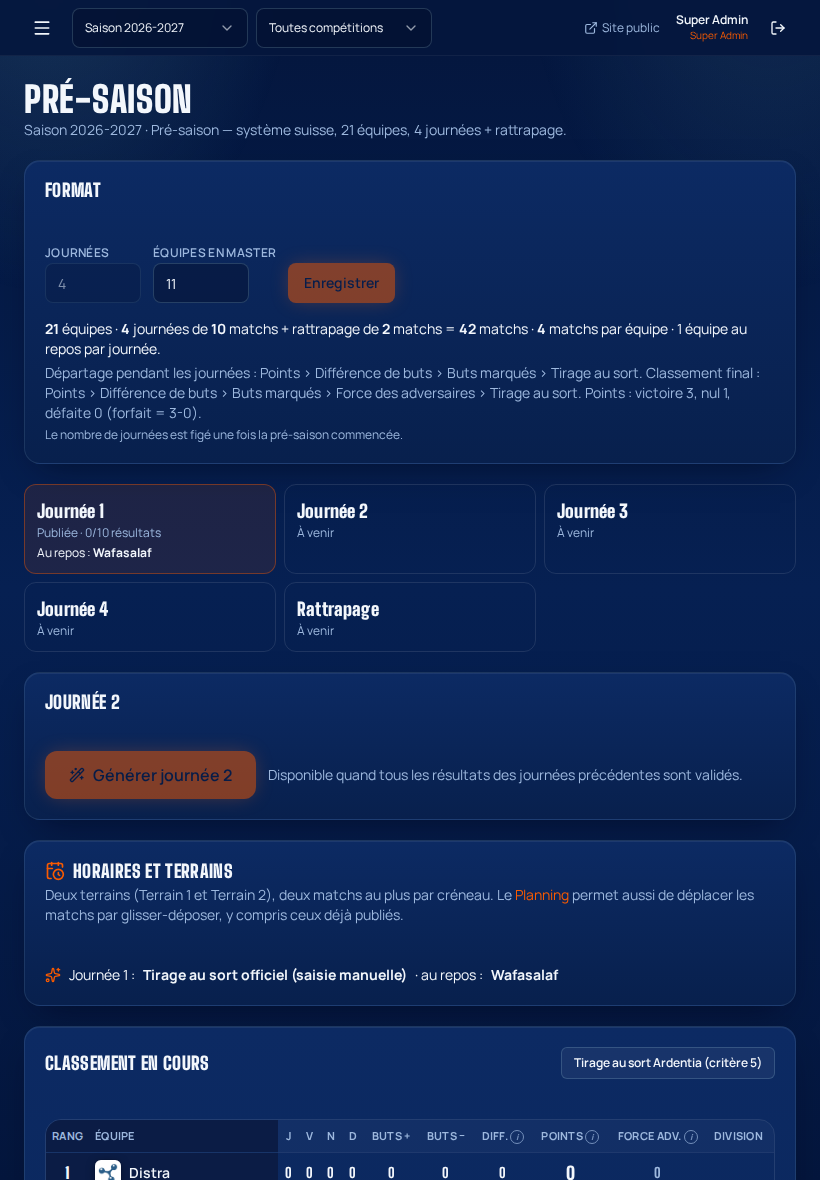 Saison 2026-2027
Toutes compétitions
Site public
Super Admin
Super Admin
PRÉ-SAISON
Saison 2026-2027 · Pré-saison — système suisse, 21 équipes, 4 journées + rattrapage.
FORMAT
JOURNÉES
ÉQUIPES EN MASTER
4
11
Enregistrer
21 équipes · 4 journées de 10 matchs + rattrapage de 2 matchs = 42 matchs · 4 matchs par équipe · 1 équipe au
repos par journée.
Départage pendant les journées : Points > Différence de buts > Buts marqués > Tirage au sort. Classement final :
Points > Différence de buts > Buts marqués > Force des adversaires > Tirage au sort. Points : victoire 3, nul 1,
défaite 0 (forfait = 3-0).
Le nombre de journées est figé une fois la pré-saison commencée.
Journée 1
Publiée · 0/10 résultats
Au repos : Wafasalaf
Journée 2
À venir
Journée 3
À venir
Journée 4
À venir
Rattrapage
À venir
JOURNÉE 2
Générer journée 2
Disponible quand tous les résultats des journées précédentes sont validés.
HORAIRES ET TERRAINS
Deux terrains (Terrain 1 et Terrain 2), deux matchs au plus par créneau. Le Planning permet aussi de déplacer les
matchs par glisser-déposer, y compris ceux déjà publiés.
Journée 1 : Tirage au sort officiel (saisie manuelle) · au repos : Wafasalaf
CLASSEMENT EN COURS
Tirage au sort Ardentia (critère 5)
RANG ÉQUIPE J V N D BUTS + BUTS − DIFF. i POINTS i FORCE ADV. i DIVISION
1 Distra 0 0 0 0 0 0 0 0 0